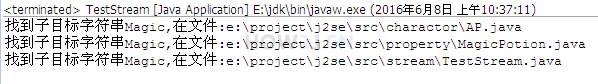 <terminated> TestStream [Java Application] E:\jdk\bin\javaw.exe (2016年6月8日 上午10:37:11)
找到子目标字符串Magic,在文件:e:\project\j2se\src\charactor\AP.java
找到子目标字符串Magic,在文件:e:\project\j2se\src\property\MagicPotion.java
找到子目标字符串Magic,在文件:e:\project\j2se\src\stream\TestStream.java